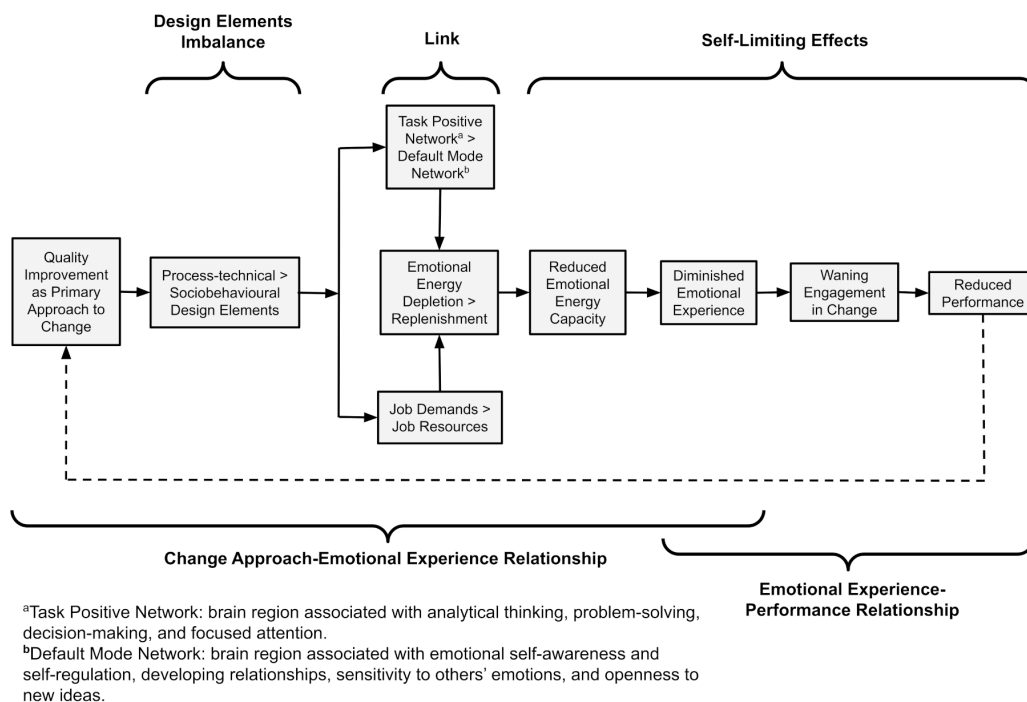 Design Elements
Imbalance
Link
Self-Limiting Effects
Task Positive
Networkᵃ >
Default Mode
Networkᵇ
Quality
Improvement
as Primary
Approach to
Change
Process-technical >
Sociobehavioural
Design Elements
Emotional
Energy
Depletion >
Replenishment
Reduced
Emotional
Energy
Capacity
Diminished
Emotional
Experience
Waning
Engagement
in Change
Reduced
Performance
Job Demands >
Job Resources
Change Approach-Emotional Experience Relationship
Emotional Experience-
Performance Relationship
ᵃTask Positive Network: brain region associated with analytical thinking, problem-solving,
decision-making, and focused attention.
ᵇDefault Mode Network: brain region associated with emotional self-awareness and
self-regulation, developing relationships, sensitivity to others’ emotions, and openness to
new ideas.